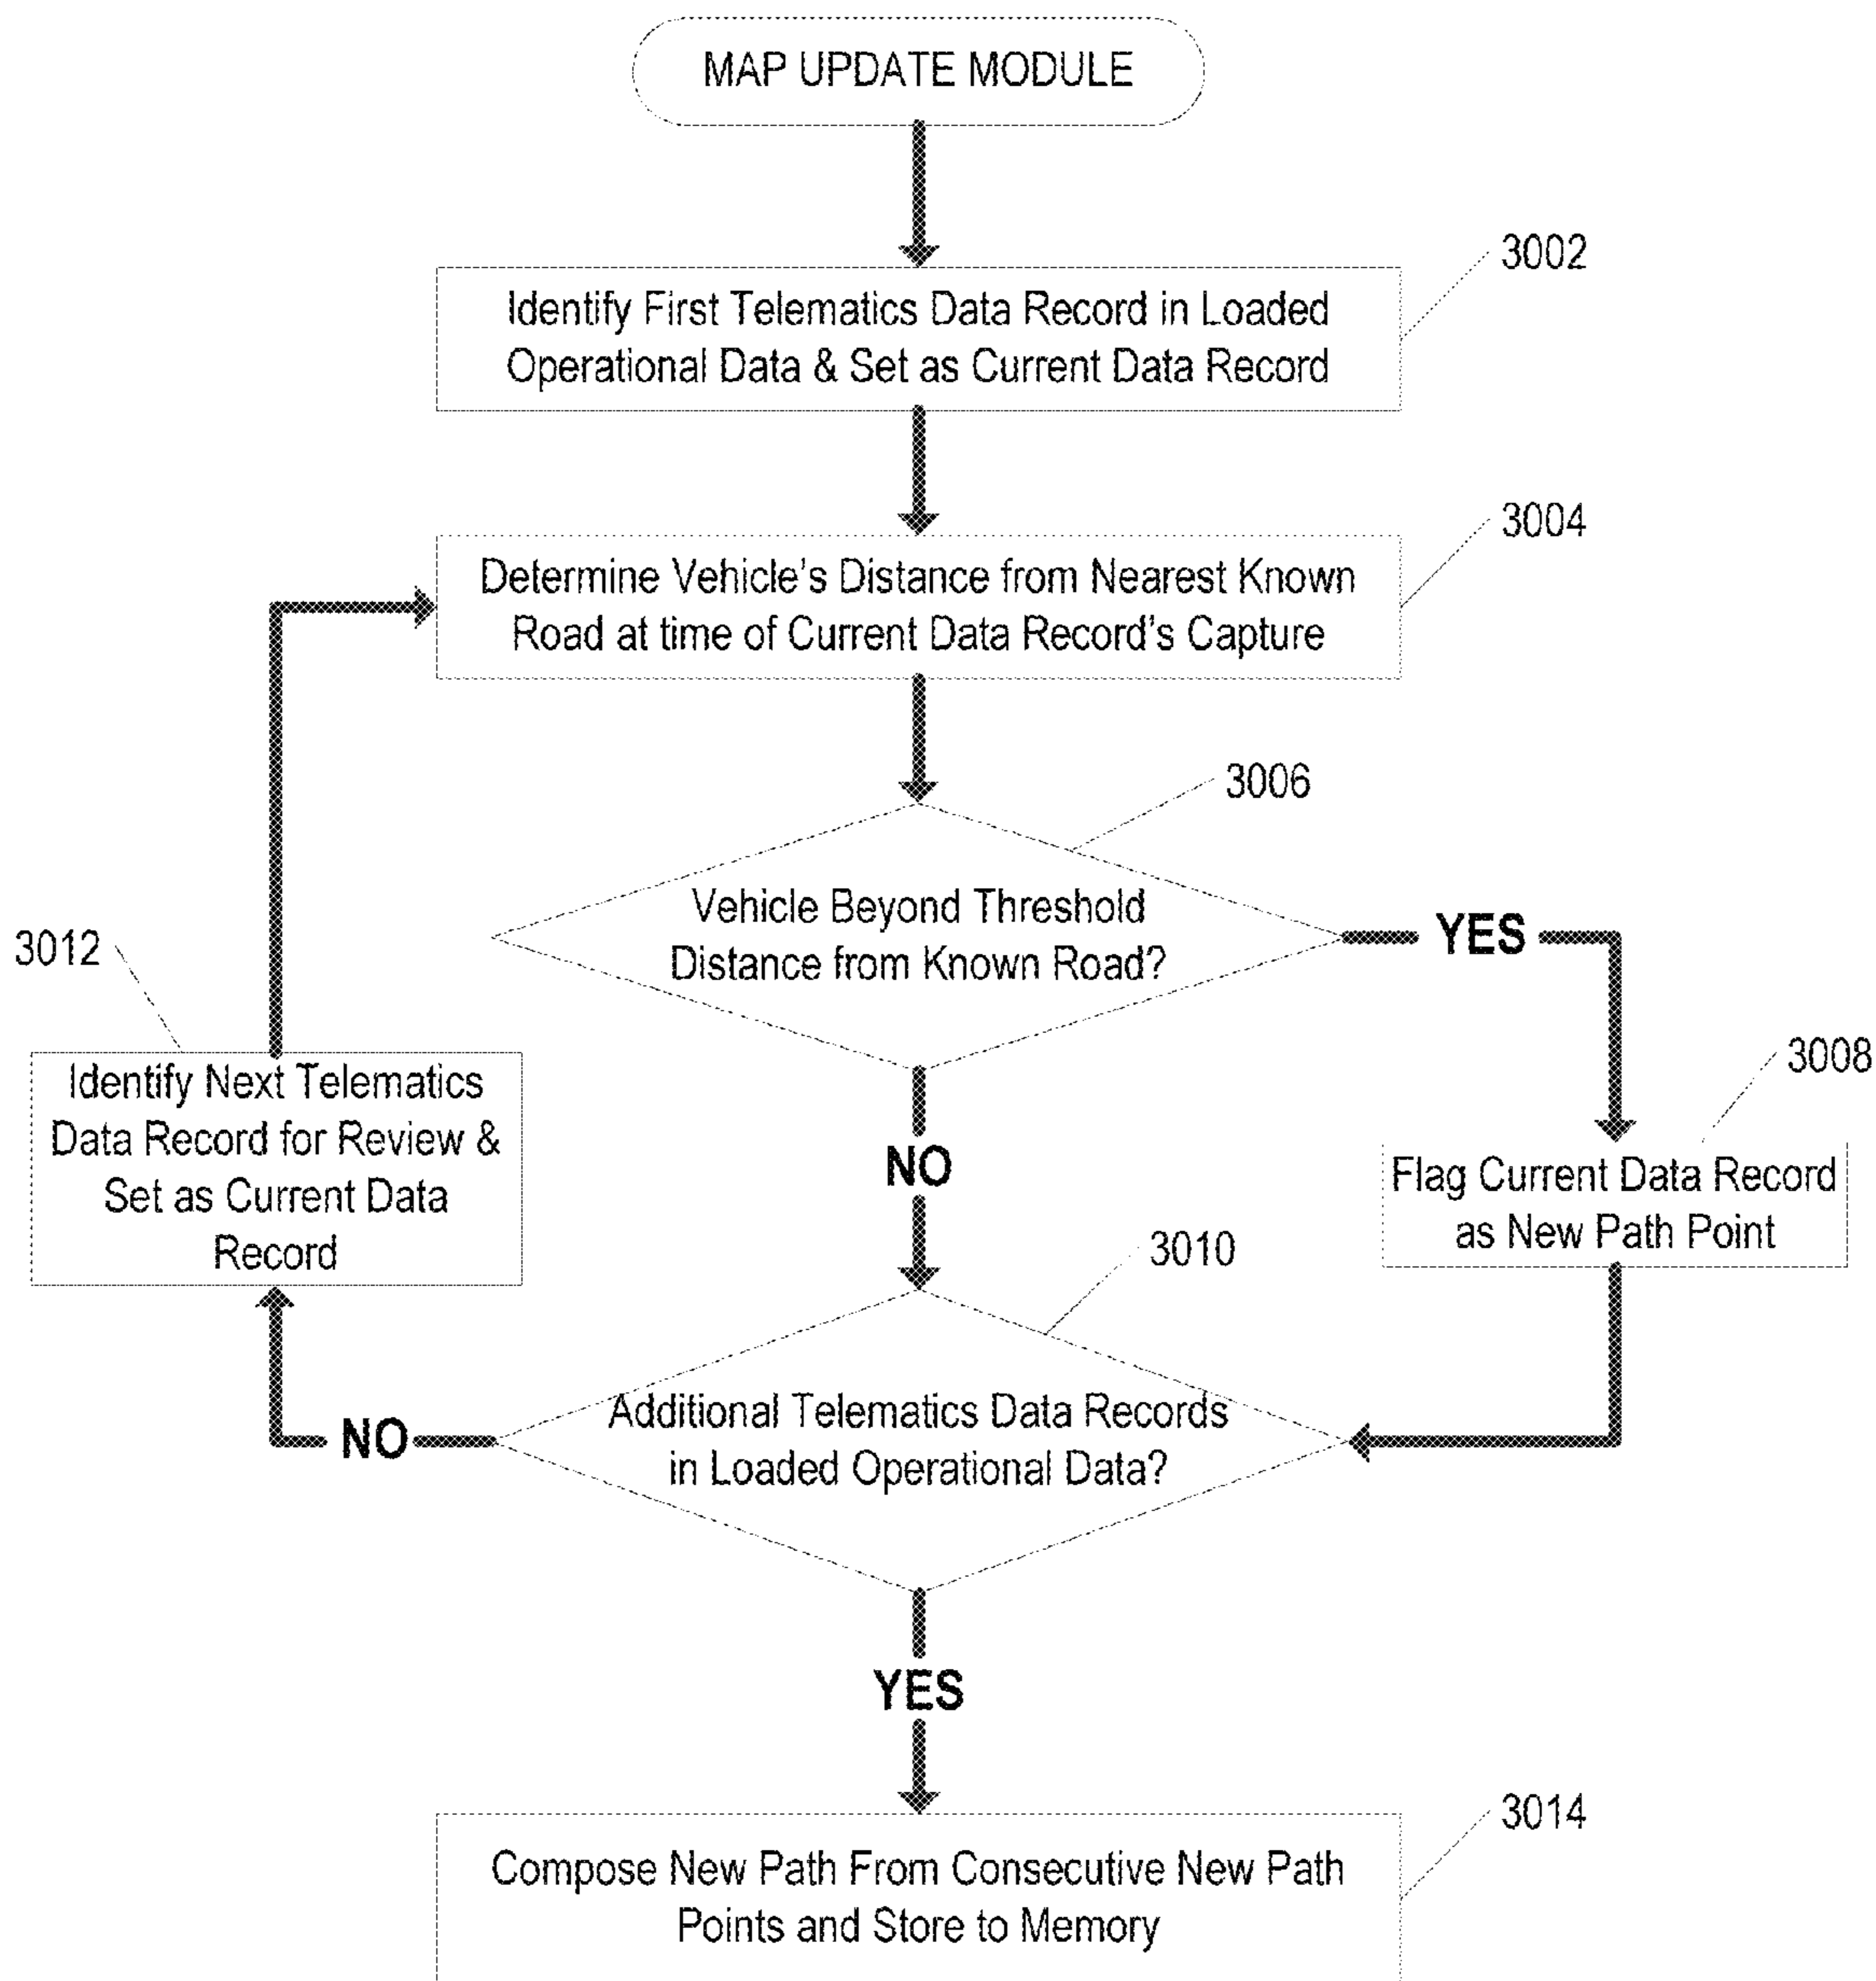 MAP UPDATE MODULE
3002
Identify First Telematics Data Record in Loaded
Operational Data & Set as Current Data Record
3004
Determine Vehicle's Distance from Nearest Known
Road at time of Current Data Record's Capture
3006
Vehicle Beyond Threshold
Distance from Known Road?
YES
3012
Identify Next Telematics
Data Record for Review &
Set as Current Data
Record
NO
3008
Flag Current Data Record
as New Path Point
3010
Additional Telematics Data Records
in Loaded Operational Data?
NO
YES
3014
Compose New Path From Consecutive New Path
Points and Store to Memory